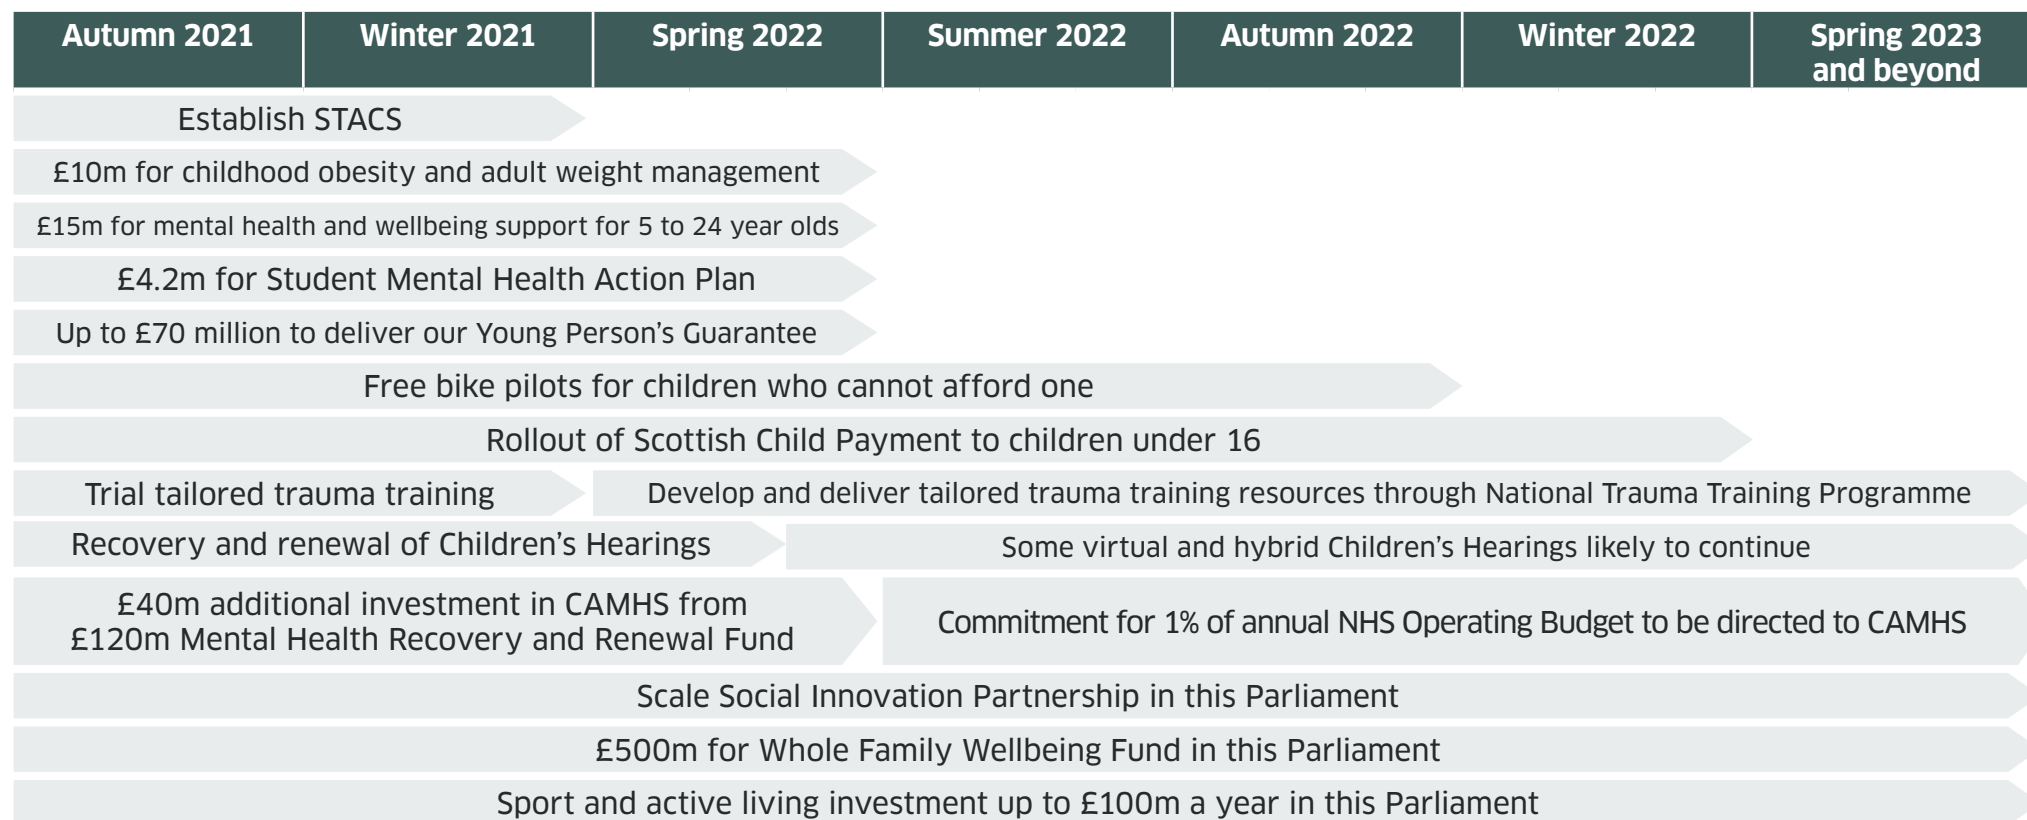 Autumn 2021
Winter 2021
Spring 2022
Summer 2022
Autumn 2022
Winter 2022
Spring 2023
and beyond
Establish STACS
£10m for childhood obesity and adult weight management
£15m for mental health and wellbeing support for 5 to 24 year olds
£4.2m for Student Mental Health Action Plan
Up to £70 million to deliver our Young Person’s Guarantee
Free bike pilots for children who cannot afford one
Rollout of Scottish Child Payment to children under 16
Trial tailored trauma training
Develop and deliver tailored trauma training resources through National Trauma Training Programme
Recovery and renewal of Children’s Hearings
Some virtual and hybrid Children’s Hearings likely to continue
£40m additional investment in CAMHS from
£120m Mental Health Recovery and Renewal Fund
Commitment for 1% of annual NHS Operating Budget to be directed to CAMHS
Scale Social Innovation Partnership in this Parliament
£500m for Whole Family Wellbeing Fund in this Parliament
Sport and active living investment up to £100m a year in this Parliament